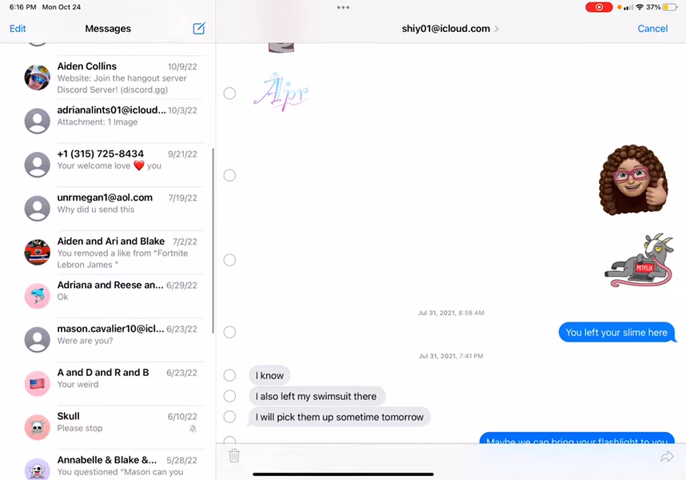 6:16 PM Mon Oct 24
37%
Edit
Messages
shiy01@icloud.com
Cancel
Aiden Collins
10/9/22
Website: Join the hangout server
Discord Server! (discord.gg)
adrianalints01@icloud...
10/3/22
Attachment: 1 Image
+1 (315) 725-8434
9/21/22
Your welcome love ❤️ you
unrmegan1@aol.com
7/19/22
Why did u send this
Aiden and Ari and Blake
7/2/22
You removed a like from “Fortnite
Lebron James ”
Adriana and Reese an...
6/29/22
Ok
mason.cavalier10@icl...
6/23/22
Were are you?
A and D and R and B
6/23/22
Your weird
Skull
6/10/22
Please stop
Annabelle & Blake &...
5/28/22
You questioned “Mason can you
Apr
NETFLIX
Jul 31, 2021, 8:58 AM
You left your slime here
Jul 31, 2021, 7:41 PM
I know
I also left my swimsuit there
I will pick them up sometime tomorrow
Maybe we can bring your flashlight to you